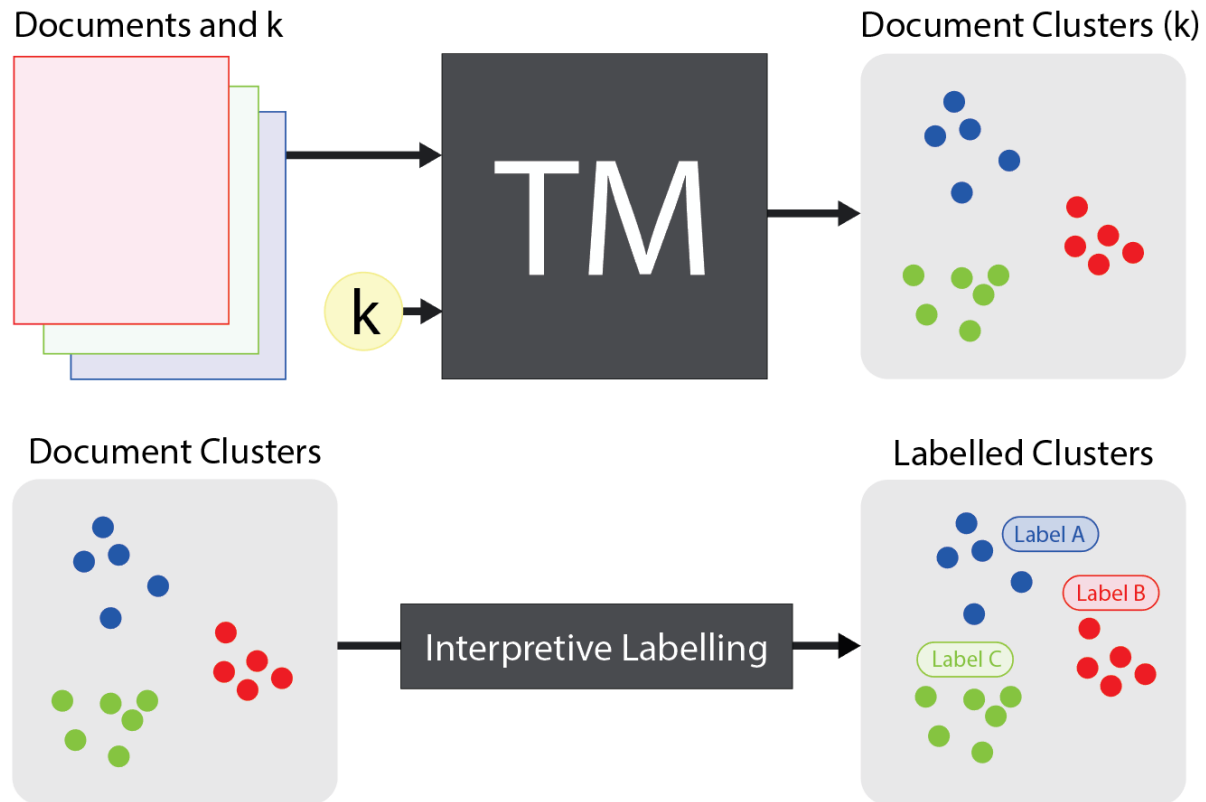 Documents and k
Document Clusters (k)
TM
k
Document Clusters
Labelled Clusters
Label A
Label B
Interpretive Labelling
Label C